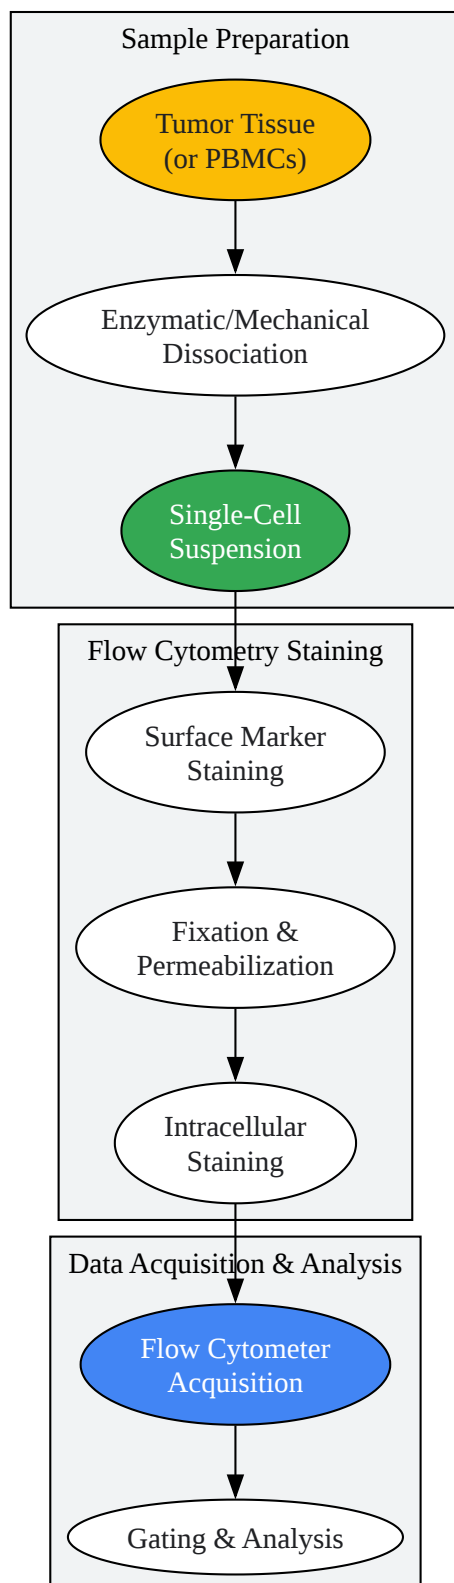 Sample Preparation
Tumor Tissue
(or PBMCs)
Enzymatic/Mechanical
Dissociation
Single-Cell
Suspension
Flow Cytometry Staining
Surface Marker
Staining
Fixation &
Permeabilization
Intracellular
Staining
Data Acquisition & Analysis
Flow Cytometer
Acquisition
Gating & Analysis